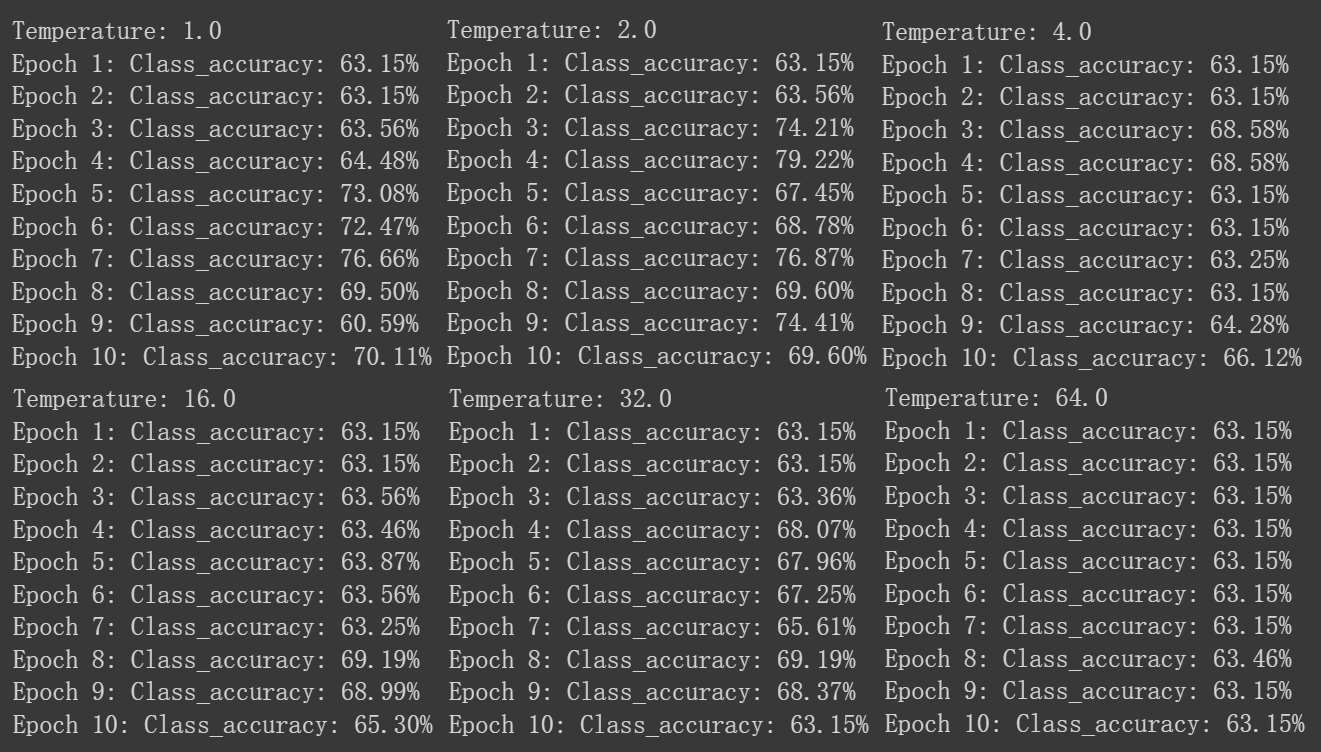 Temperature: 1.0
Epoch 1: Class_accuracy: 63.15%
Epoch 2: Class_accuracy: 63.15%
Epoch 3: Class_accuracy: 63.56%
Epoch 4: Class_accuracy: 64.48%
Epoch 5: Class_accuracy: 73.08%
Epoch 6: Class_accuracy: 72.47%
Epoch 7: Class_accuracy: 76.66%
Epoch 8: Class_accuracy: 69.50%
Epoch 9: Class_accuracy: 60.59%
Epoch 10: Class_accuracy: 70.11%
Temperature: 2.0
Epoch 1: Class_accuracy: 63.15%
Epoch 2: Class_accuracy: 63.56%
Epoch 3: Class_accuracy: 74.21%
Epoch 4: Class_accuracy: 79.22%
Epoch 5: Class_accuracy: 67.45%
Epoch 6: Class_accuracy: 68.78%
Epoch 7: Class_accuracy: 76.87%
Epoch 8: Class_accuracy: 69.60%
Epoch 9: Class_accuracy: 74.41%
Epoch 10: Class_accuracy: 69.60%
Temperature: 4.0
Epoch 1: Class_accuracy: 63.15%
Epoch 2: Class_accuracy: 63.15%
Epoch 3: Class_accuracy: 68.58%
Epoch 4: Class_accuracy: 68.58%
Epoch 5: Class_accuracy: 63.15%
Epoch 6: Class_accuracy: 63.15%
Epoch 7: Class_accuracy: 63.25%
Epoch 8: Class_accuracy: 63.15%
Epoch 9: Class_accuracy: 64.28%
Epoch 10: Class_accuracy: 66.12%
Temperature: 16.0
Epoch 1: Class_accuracy: 63.15%
Epoch 2: Class_accuracy: 63.15%
Epoch 3: Class_accuracy: 63.56%
Epoch 4: Class_accuracy: 63.46%
Epoch 5: Class_accuracy: 63.87%
Epoch 6: Class_accuracy: 63.56%
Epoch 7: Class_accuracy: 63.25%
Epoch 8: Class_accuracy: 69.19%
Epoch 9: Class_accuracy: 68.99%
Epoch 10: Class_accuracy: 65.30%
Temperature: 32.0
Epoch 1: Class_accuracy: 63.15%
Epoch 2: Class_accuracy: 63.15%
Epoch 3: Class_accuracy: 63.36%
Epoch 4: Class_accuracy: 68.07%
Epoch 5: Class_accuracy: 67.96%
Epoch 6: Class_accuracy: 67.25%
Epoch 7: Class_accuracy: 65.61%
Epoch 8: Class_accuracy: 69.19%
Epoch 9: Class_accuracy: 68.37%
Epoch 10: Class_accuracy: 63.15%
Temperature: 64.0
Epoch 1: Class_accuracy: 63.15%
Epoch 2: Class_accuracy: 63.15%
Epoch 3: Class_accuracy: 63.15%
Epoch 4: Class_accuracy: 63.15%
Epoch 5: Class_accuracy: 63.15%
Epoch 6: Class_accuracy: 63.15%
Epoch 7: Class_accuracy: 63.15%
Epoch 8: Class_accuracy: 63.46%
Epoch 9: Class_accuracy: 63.15%
Epoch 10: Class_accuracy: 63.15%